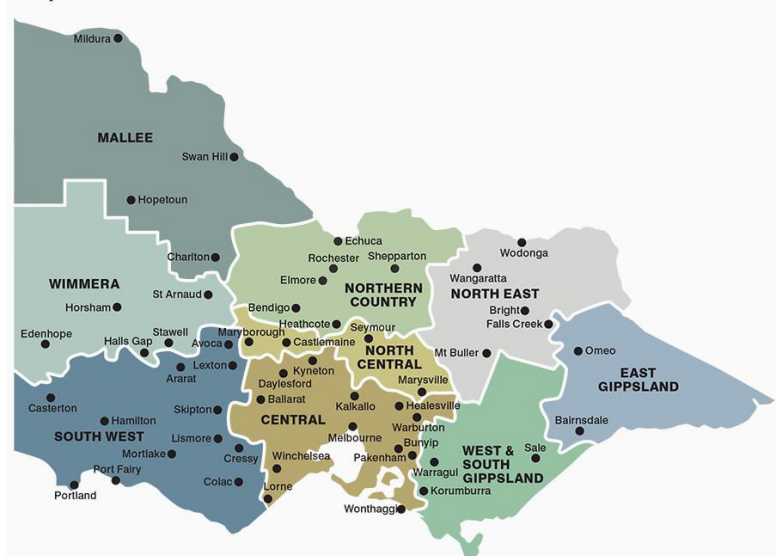 Mildura
MALLEE
Swan Hill
Hopetoun
Charlton
Echuca
Rochester
Shepparton
Elmore
NORTHERN
COUNTRY
Bendigo
Heathcote
Wodonga
Wangaratta
NORTH EAST
Bright
Falls Creek
Mt Buller
WIMMERA
St Arnaud
Horsham
Edenhope
Halls Gap
Stawell
Avoca
Maryborough
Castlemaine
Seymour
NORTH
CENTRAL
Marysville
Omeo
EAST
GIPPSLAND
Bairnsdale
Ararat
Lexton
Casterton
Hamilton
SOUTH WEST
Skipton
Lismore
Mortlake
Cressy
Port Fairy
Portland
Colac
Kyneton
Daylesford
Ballarat
CENTRAL
Kalkallo
Healesville
Warburton
Melbourne
Bunyip
Pakenham
Winchelsea
Lorne
Wonthaggi
WEST &
SOUTH
GIPPSLAND
Sale
Warragul
Korumburra